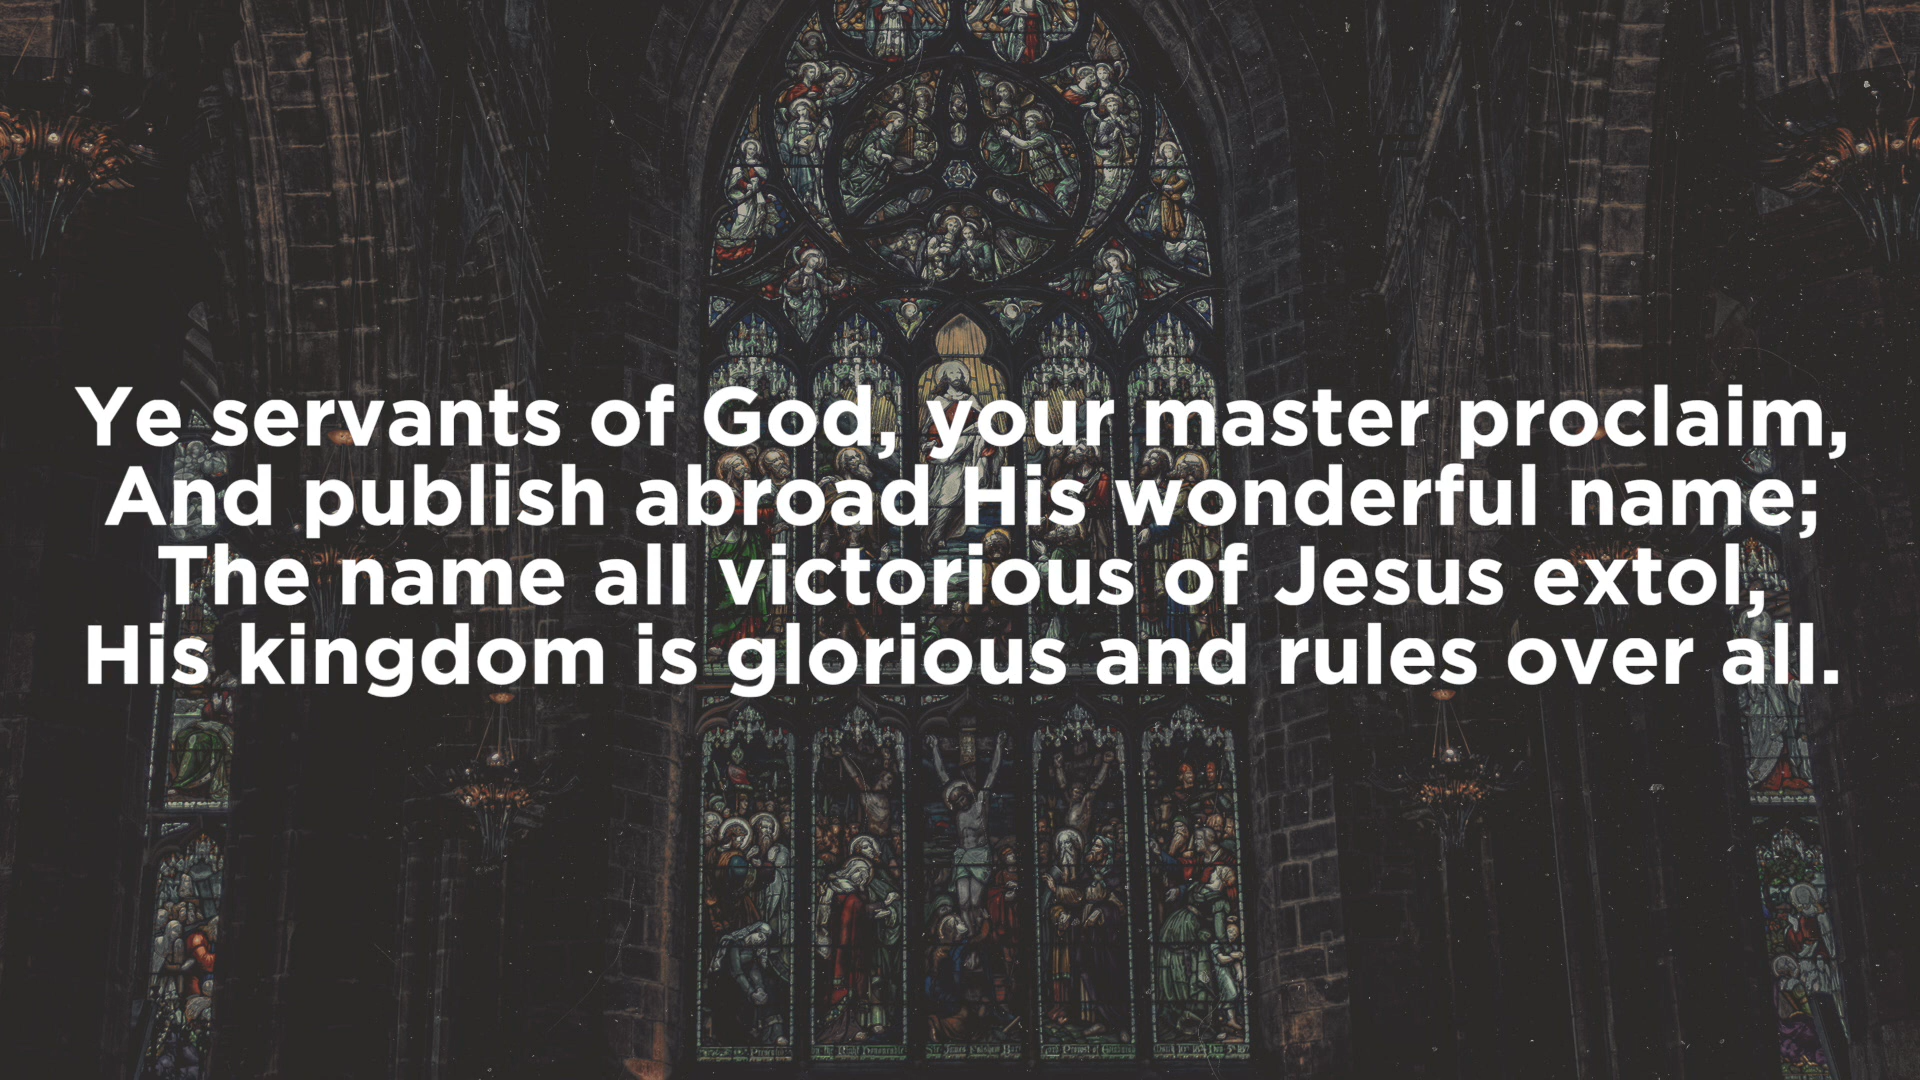 Ye servants of God, your master proclaim,
And publish abroad His wonderful name;
The name all victorious of Jesus extol,
His kingdom is glorious and rules over all.